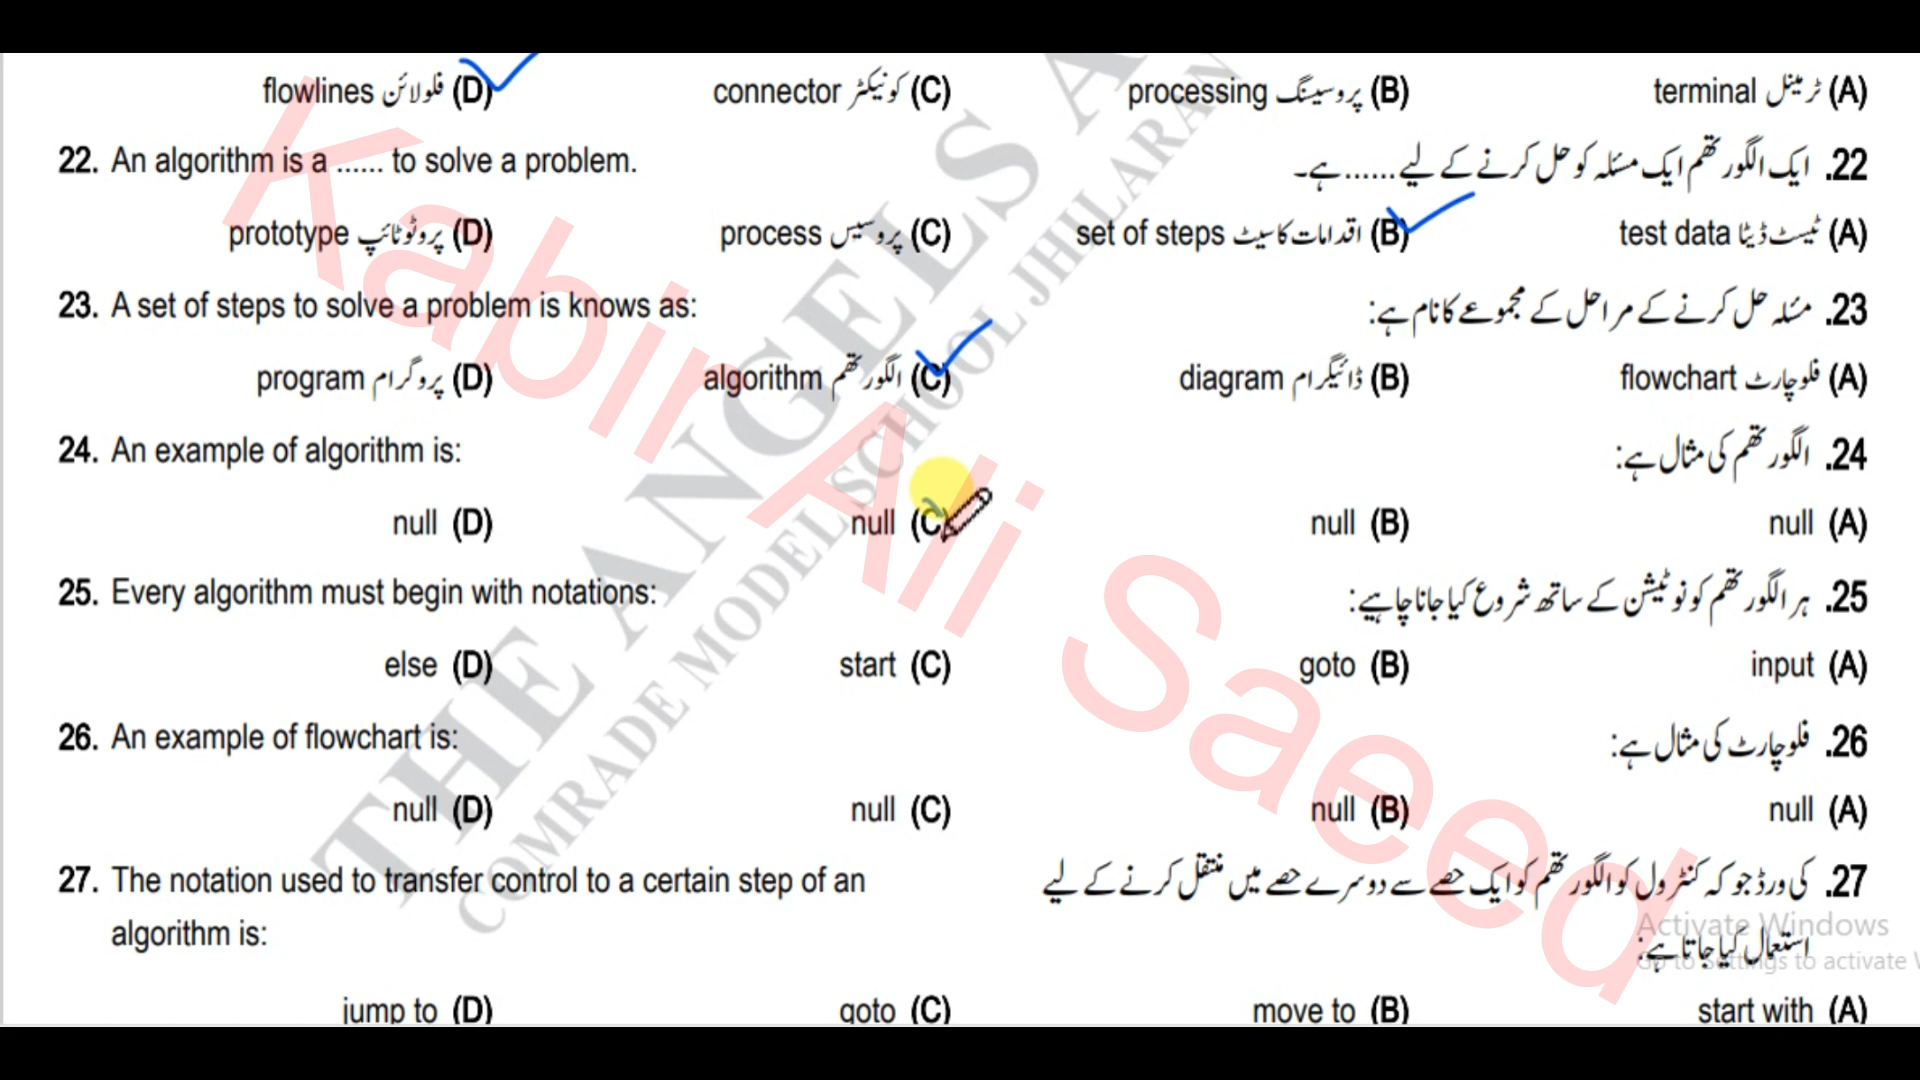 flowlines فلولائن (D) connector کونیکٹر (C) processing پروسیسنگ (B) terminal ٹرمینل (A)
22. An algorithm is a ...... to solve a problem. ایک الگورتھم ایک مسئلہ کو حل کرنے کے لیے ...... ہے۔ .22
prototype پروٹوٹائپ (D) process پروسیس (C) set of steps اقدامات کا سیٹ (B) test data ٹیسٹ ڈیٹا (A)
23. A set of steps to solve a problem is knows as: مسئلہ حل کرنے کے مراحل کے مجموعے کا نام ہے: .23
program پروگرام (D) algorithm الگورتھم (C) diagram ڈائیگرام (B) flowchart فلوچارٹ (A)
24. An example of algorithm is: الگورتھم کی مثال ہے: .24
null (D) null (C) null (B) null (A)
25. Every algorithm must begin with notations: ہر الگورتھم کو نوٹیشن کے ساتھ شروع کیا جانا چاہیے: .25
else (D) start (C) goto (B) input (A)
26. An example of flowchart is: فلوچارٹ کی مثال ہے: .26
null (D) null (C) null (B) null (A)
27. The notation used to transfer control to a certain step of an کی ورڈ جو کہ کنٹرول کو الگورتھم کو ایک حصے سے دوسرے حصے میں منتقل کرنے کے لیے .27
algorithm is: استعمال کیا جاتا ہے:
jump to (D) goto (C) move to (B) start with (A)
Kabir Ali Saeed
THE ANGELS A
COMRADE MODEL SCHOOL JHILARAN
Activate Windows
Go to Settings to activate